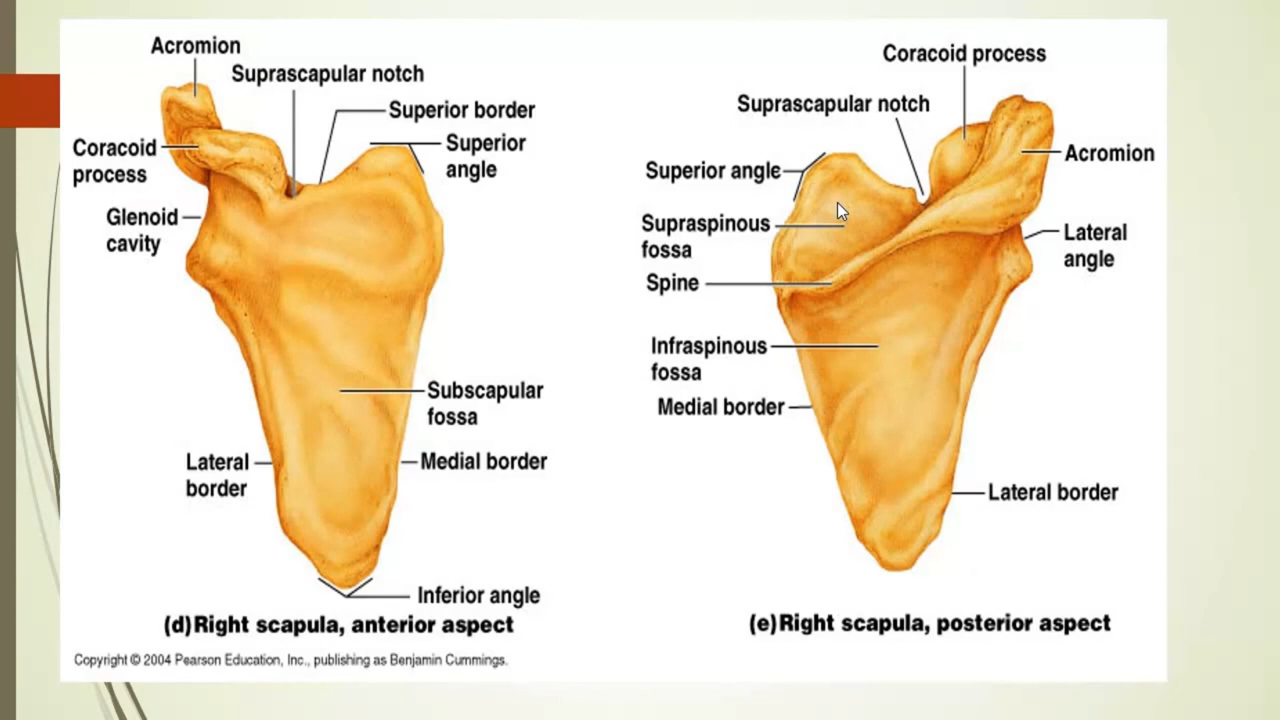 Acromion
Suprascapular notch
Superior border
Superior
angle
Coracoid
process
Glenoid
cavity
Subscapular
fossa
Lateral
border
Medial border
Inferior angle
(d)Right scapula, anterior aspect
Coracoid process
Suprascapular notch
Acromion
Superior angle
Supraspinous
fossa
Lateral
angle
Spine
Infraspinous
fossa
Medial border
Lateral border
(e)Right scapula, posterior aspect
Copyright © 2004 Pearson Education, Inc., publishing as Benjamin Cummings.